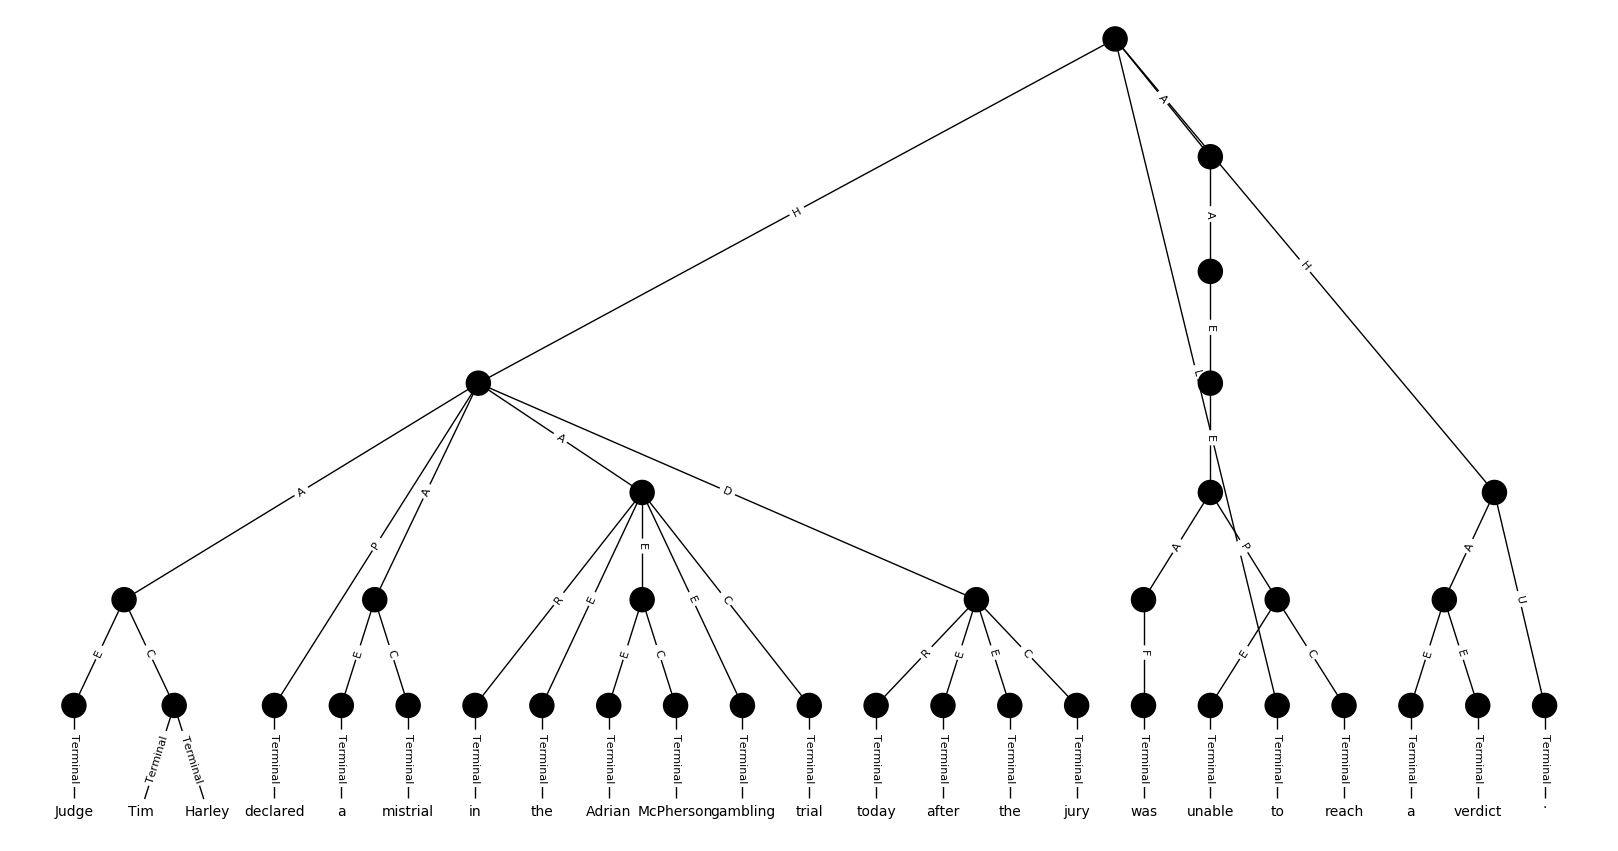 A
H
A
H
E
L
E
A
A
D
P
A
E
A
P
A
R
E
E
E
C
U
E
C
E
C
E
C
R
E
E
C
F
E
C
E
E
Terminal Terminal Terminal Terminal Terminal Terminal Terminal Terminal Terminal Terminal Terminal Terminal Terminal Terminal Terminal Terminal Terminal Terminal Terminal Terminal Terminal Terminal Terminal
Judge Tim Harley declared a mistrial in the Adrian McPherson gambling trial today after the jury was unable to reach a verdict .